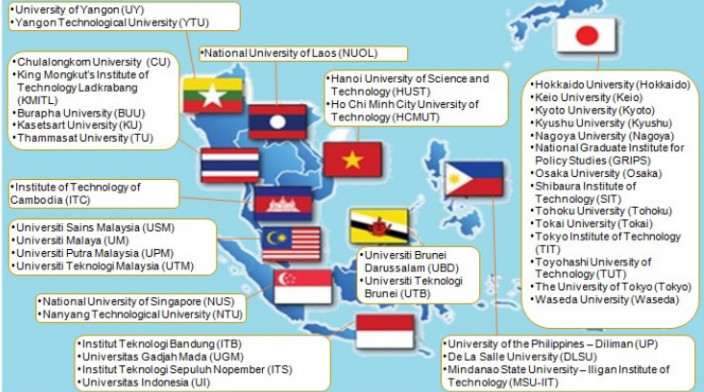 •University of Yangon (UY)
•Yangon Technological University (YTU)
•National University of Laos (NUOL)
•Chulalongkorn University (CU)
•King Mongkut's Institute of
Technology Ladkrabang
(KMITL)
•Burapha University (BUU)
•Kasetsart University (KU)
•Thammasat University (TU)
•Hanoi University of Science and
Technology (HUST)
•Ho Chi Minh City University of
Technology (HCMUT)
•Hokkaido University (Hokkaido)
•Keio University (Keio)
•Kyoto University (Kyoto)
•Kyushu University (Kyushu)
•Nagoya University (Nagoya)
•National Graduate Institute for
Policy Studies (GRIPS)
•Osaka University (Osaka)
•Shibaura Institute of
Technology (SIT)
•Tohoku University (Tohoku)
•Tokai University (Tokai)
•Tokyo Institute of Technology
(TIT)
•Toyohashi University of
Technology (TUT)
•The University of Tokyo (Tokyo)
•Waseda University (Waseda)
•Institute of Technology of
Cambodia (ITC)
•Universiti Sains Malaysia (USM)
•Universiti Malaya (UM)
•Universiti Putra Malaysia (UPM)
•Universiti Teknologi Malaysia (UTM)
•Universiti Brunei
Darussalam (UBD)
•Universiti Teknologi
Brunei (UTB)
•National University of Singapore (NUS)
•Nanyang Technological University (NTU)
•Institut Teknologi Bandung (ITB)
•Universitas Gadjah Mada (UGM)
•Institut Teknologi Sepuluh Nopember (ITS)
•Universitas Indonesia (UI)
•University of the Philippines – Diliman (UP)
•De La Salle University (DLSU)
•Mindanao State University – Iligan Institute of
Technology (MSU-IIT)